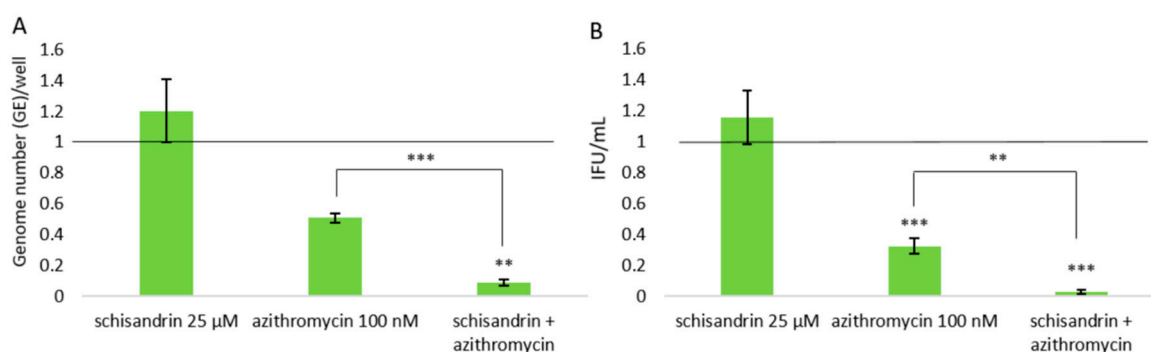 A
Genome number (GE)/well
1.6
1.4
1.2
1
0.8
0.6
0.4
0.2
0
***
**
schisandrin 25 µM
azithromycin 100 nM
schisandrin +
azithromycin
B
IFU/mL
1.6
1.4
1.2
1
0.8
0.6
0.4
0.2
0
**
***
***
schisandrin 25 µM
azithromycin 100 nM
schisandrin +
azithromycin